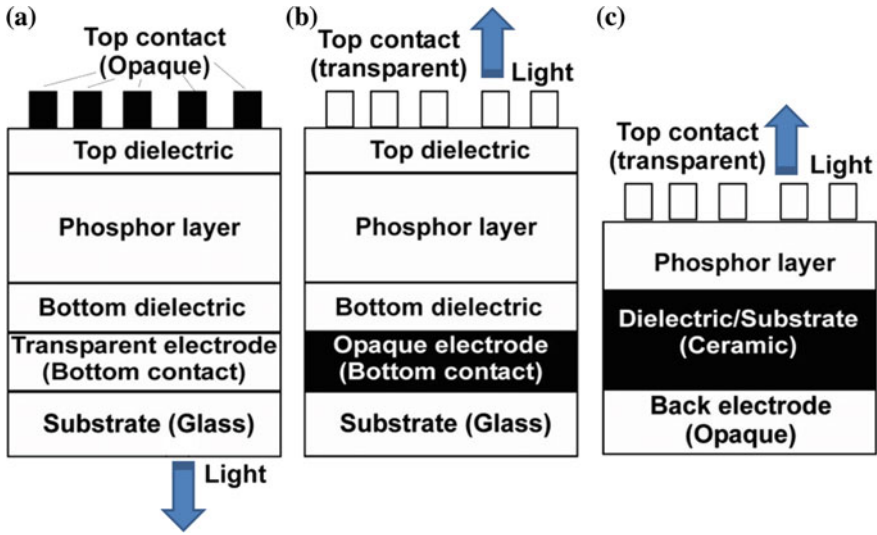 (a)
Top contact
(Opaque)
Top dielectric
Phosphor layer
Bottom dielectric
Transparent electrode
(Bottom contact)
Substrate (Glass)
Light
(b)
Top contact
(transparent)
Light
Top dielectric
Phosphor layer
Bottom dielectric
Opaque electrode
(Bottom contact)
Substrate (Glass)
(c)
Top contact
(transparent)
Light
Phosphor layer
Dielectric/Substrate
(Ceramic)
Back electrode
(Opaque)